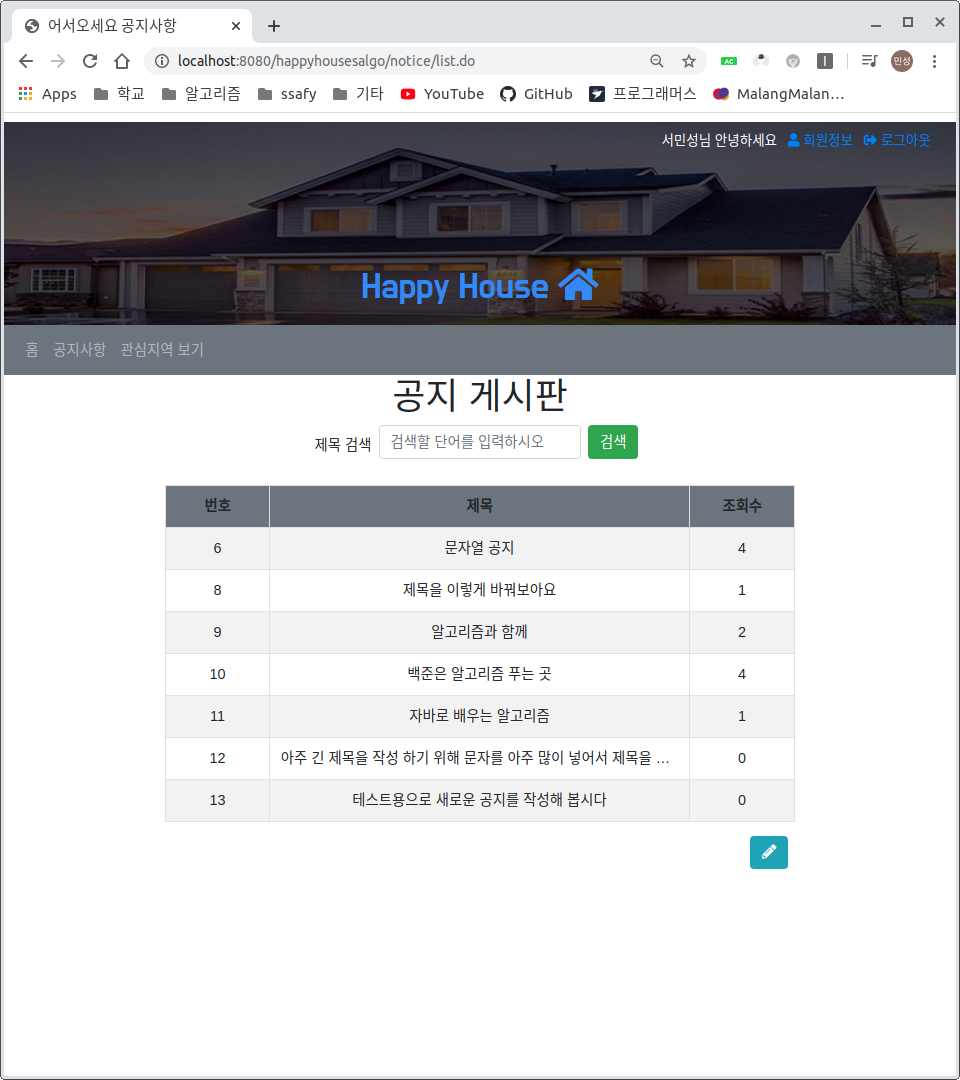 어서오세요 공지사항
localhost:8080/happyhousesalgo/notice/list.do
AC
민성
Apps 학교 알고리즘 ssafy 기타 YouTube GitHub 프로그래머스 MalangMalan…
서민성님 안녕하세요 회원정보 로그아웃
Happy House
홈 공지사항 관심지역 보기
공지 게시판
제목 검색 검색할 단어를 입력하시오 검색
번호 제목 조회수
6 문자열 공지 4
8 제목을 이렇게 바꿔보아요 1
9 알고리즘과 함께 2
10 백준은 알고리즘 푸는 곳 4
11 자바로 배우는 알고리즘 1
12 아주 긴 제목을 작성 하기 위해 문자를 아주 많이 넣어서 제목을 … 0
13 테스트용으로 새로운 공지를 작성해 봅시다 0